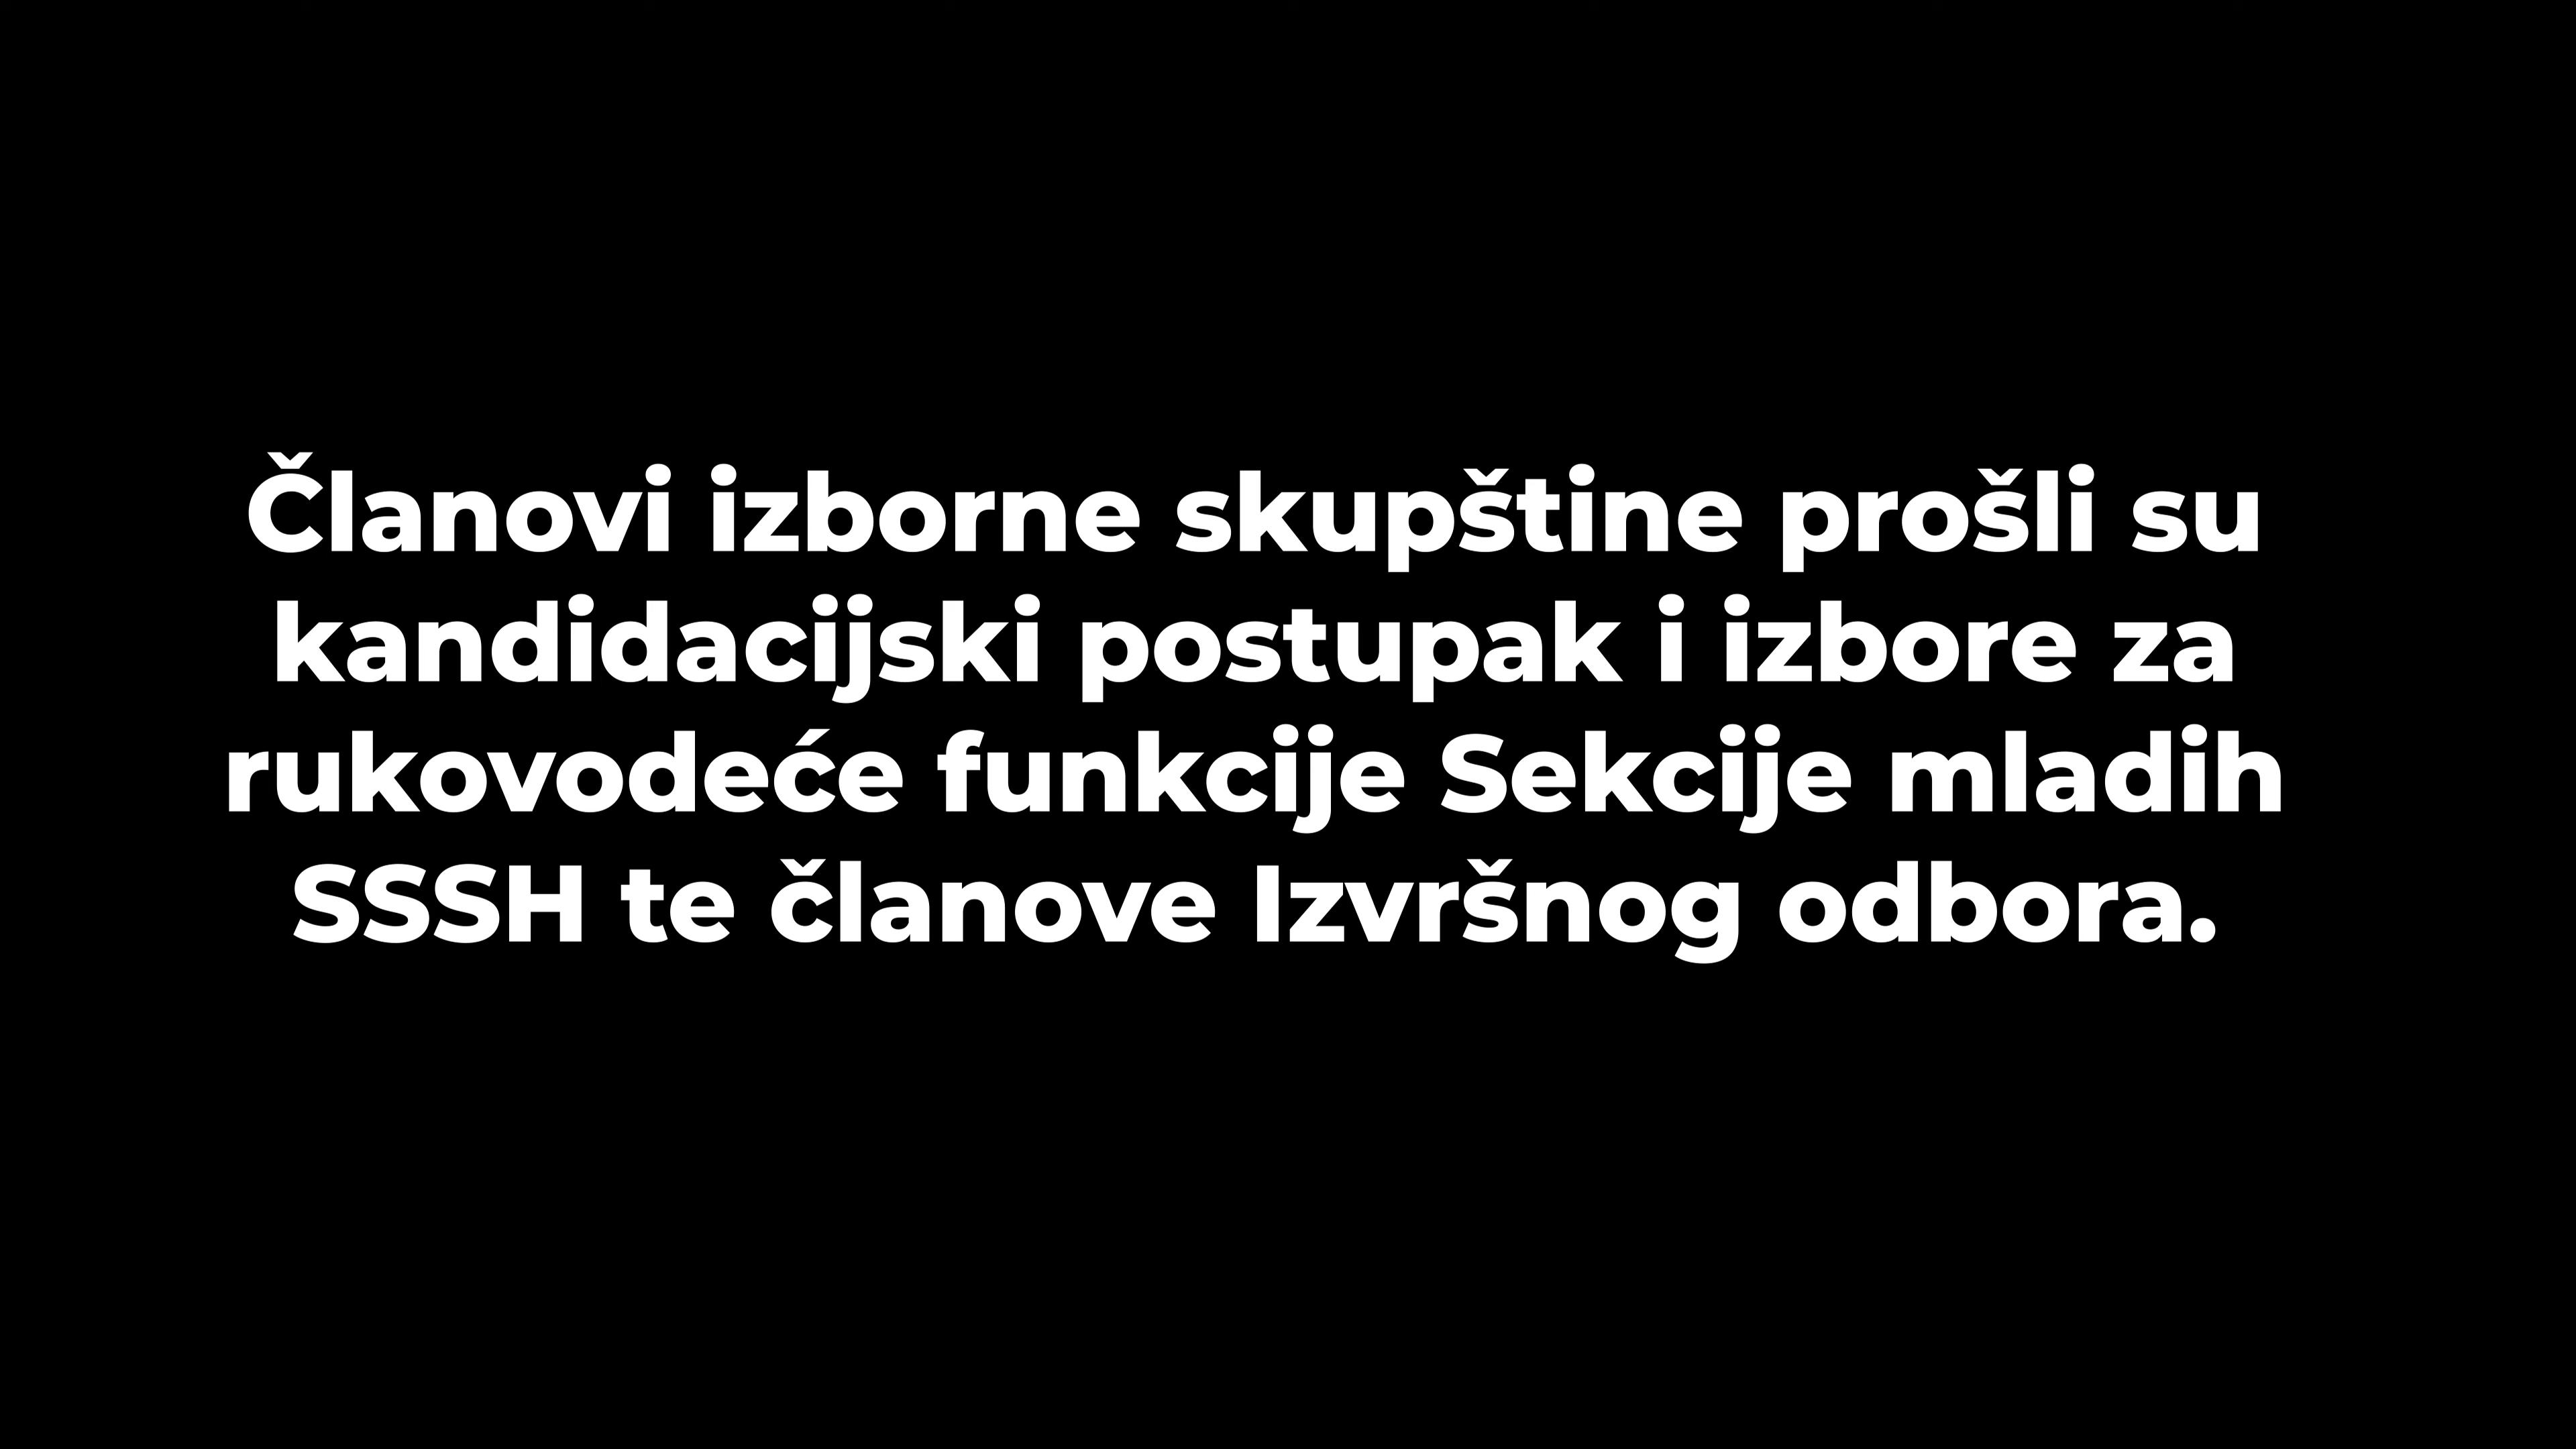 Članovi izborne skupštine prošli su
kandidacijski postupak i izbore za
rukovodeće funkcije Sekcije mladih
SSSH te članove Izvršnog odbora.